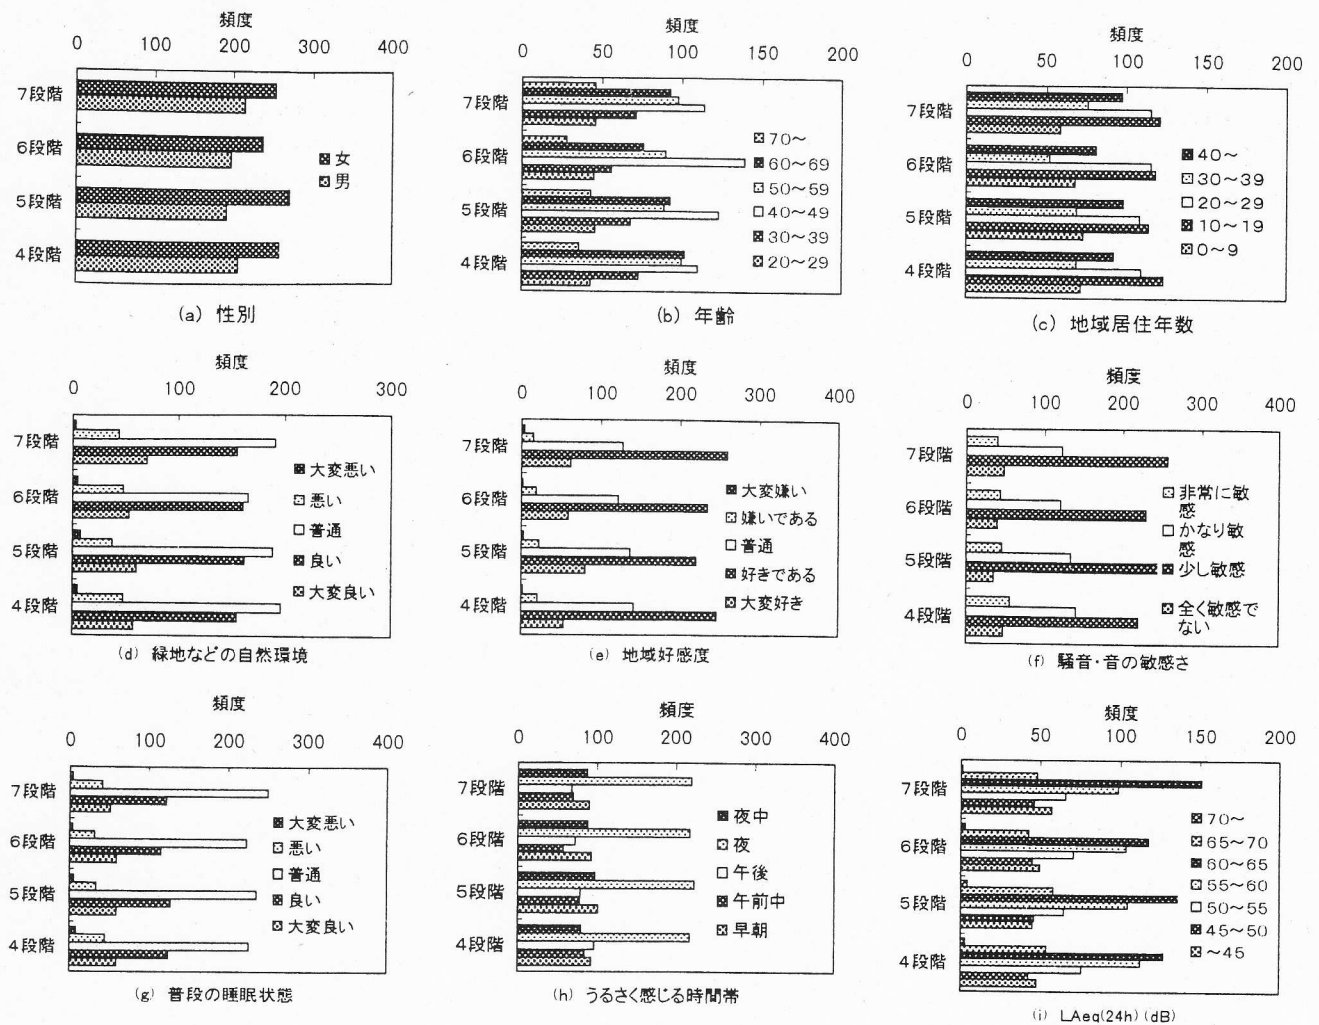 頻度
0 100 200 300 400
7段階
6段階
5段階
4段階
女
男
(a) 性別
頻度
0 50 100 150 200
7段階
6段階
5段階
4段階
70～
60～69
50～59
40～49
30～39
20～29
(b) 年齢
頻度
0 50 100 150 200
7段階
6段階
5段階
4段階
40～
30～39
20～29
10～19
0～9
(c) 地域居住年数
頻度
0 100 200 300
7段階
6段階
5段階
4段階
大変悪い
悪い
普通
良い
大変良い
(d) 緑地などの自然環境
頻度
0 100 200 300 400
7段階
6段階
5段階
4段階
大変嫌い
嫌いである
普通
好きである
大変好き
(e) 地域好感度
頻度
0 100 200 300 400
7段階
6段階
5段階
4段階
非常に敏
感
かなり敏
感
少し敏感
全く敏感で
ない
(f) 騒音・音の敏感さ
頻度
0 100 200 300 400
7段階
6段階
5段階
4段階
大変悪い
悪い
普通
良い
大変良い
(g) 普段の睡眠状態
頻度
0 100 200 300 400
7段階
6段階
5段階
4段階
夜中
夜
午後
午前中
早朝
(h) うるさく感じる時間帯
頻度
0 50 100 150 200
7段階
6段階
5段階
4段階
70～
65～70
60～65
55～60
50～55
45～50
～45
(i) LAeq(24h) (dB)